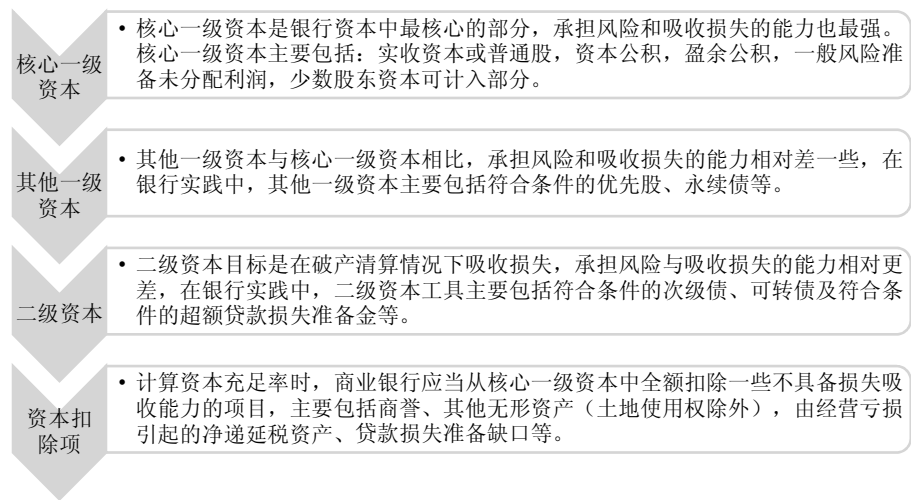 核心一级
资本
• 核心一级资本是银行资本中最核心的部分，承担风险和吸收损失的能力也最强。
核心一级资本主要包括：实收资本或普通股，资本公积，盈余公积，一般风险准
备未分配利润，少数股东资本可计入部分。
其他一级
资本
• 其他一级资本与核心一级资本相比，承担风险和吸收损失的能力相对差一些，在
银行实践中，其他一级资本主要包括符合条件的优先股、永续债等。
二级资本
• 二级资本目标是在破产清算情况下吸收损失，承担风险与吸收损失的能力相对更
差，在银行实践中，二级资本工具主要包括符合条件的次级债、可转债及符合条
件的超额贷款损失准备金等。
资本扣
除项
• 计算资本充足率时，商业银行应当从核心一级资本中全额扣除一些不具备损失吸
收能力的项目，主要包括商誉、其他无形资产（土地使用权除外），由经营亏损
引起的净递延税资产、贷款损失准备缺口等。